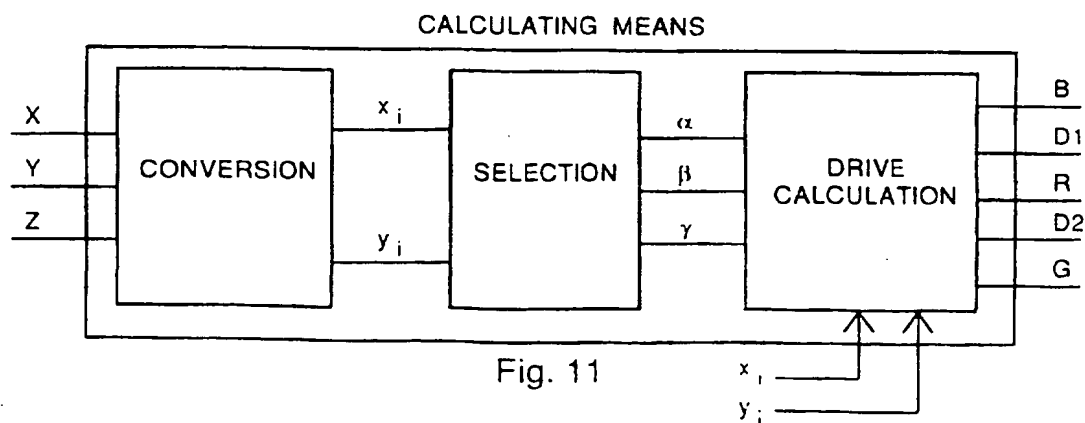 CALCULATING MEANS
X
Y
Z
CONVERSION
x i
y i
SELECTION
α
β
γ
DRIVE
CALCULATION
B
D1
R
D2
G
x i
y i
Fig. 11